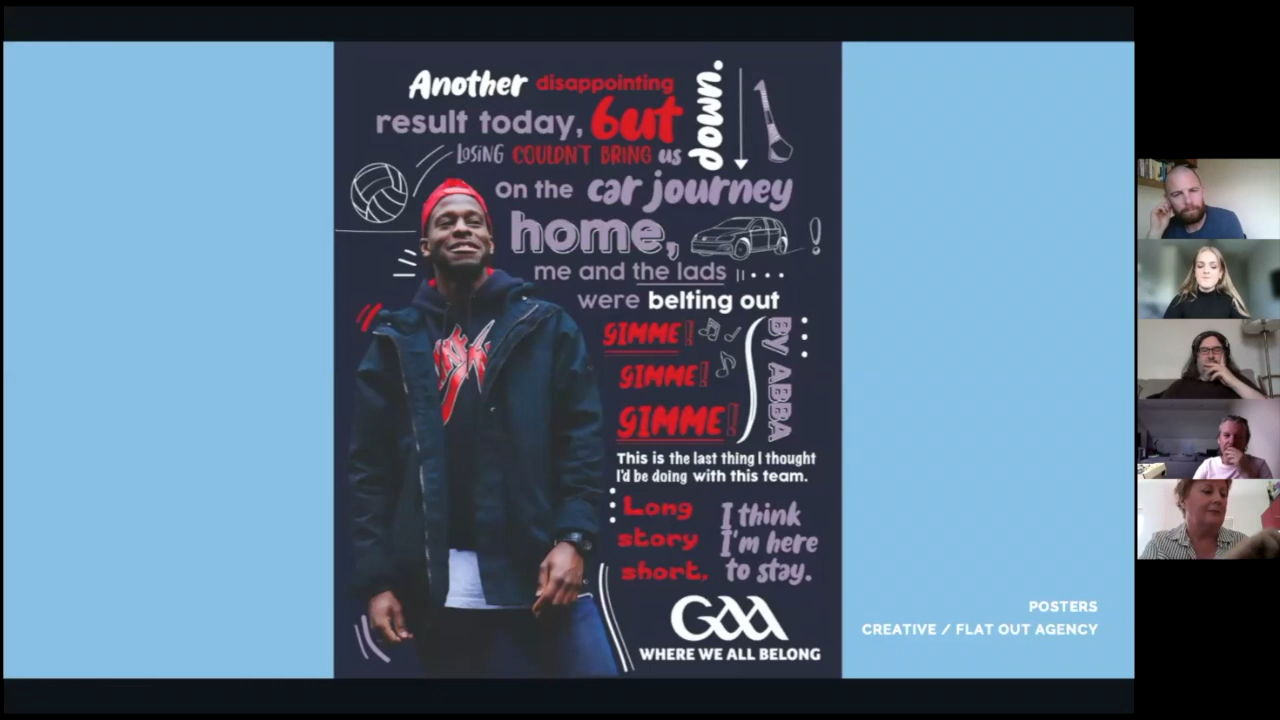 Another disappointing down.
result today, but
LOSING COULDN'T BRING us
On the car journey
home,
me and the lads
were belting out
GIMME!
GIMME!
GIMME!
By ABBA
This is the last thing I thought
I'd be doing with this team.
Long
story
short,
I think
I'm here
to stay.
GAA
WHERE WE ALL BELONG
POSTERS
CREATIVE / FLAT OUT AGENCY